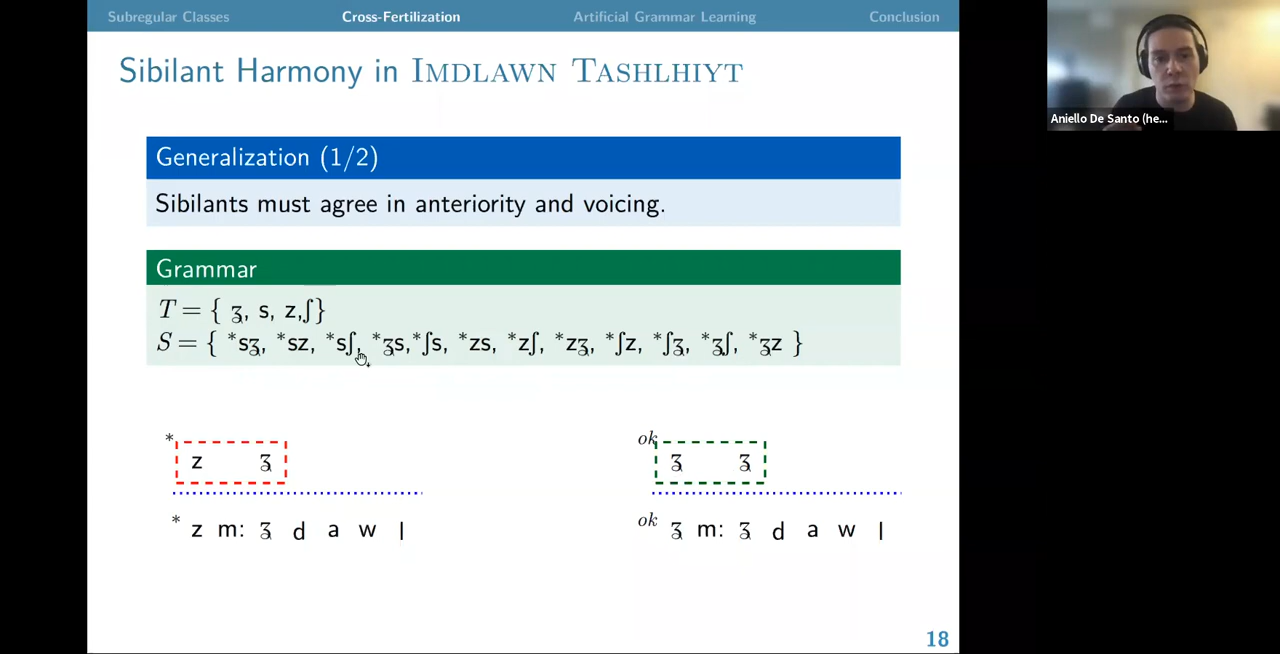 Subregular Classes Cross-Fertilization Artificial Grammar Learning Conclusion
Sibilant Harmony in IMDLAWN TASHLHIYT
Aniello De Santo (he...
Generalization (1/2)
Sibilants must agree in anteriority and voicing.
Grammar
T = { ʒ, s, z,ʃ}
S = { *sʒ, *sz, *sʃ, *ʒs,*ʃs, *zs, *zʃ, *zʒ, *ʃz, *ʃʒ, *ʒʃ, *ʒz }
* z ʒ
ok ʒ ʒ
* z m: ʒ d a w l
ok ʒ m: ʒ d a w l
18